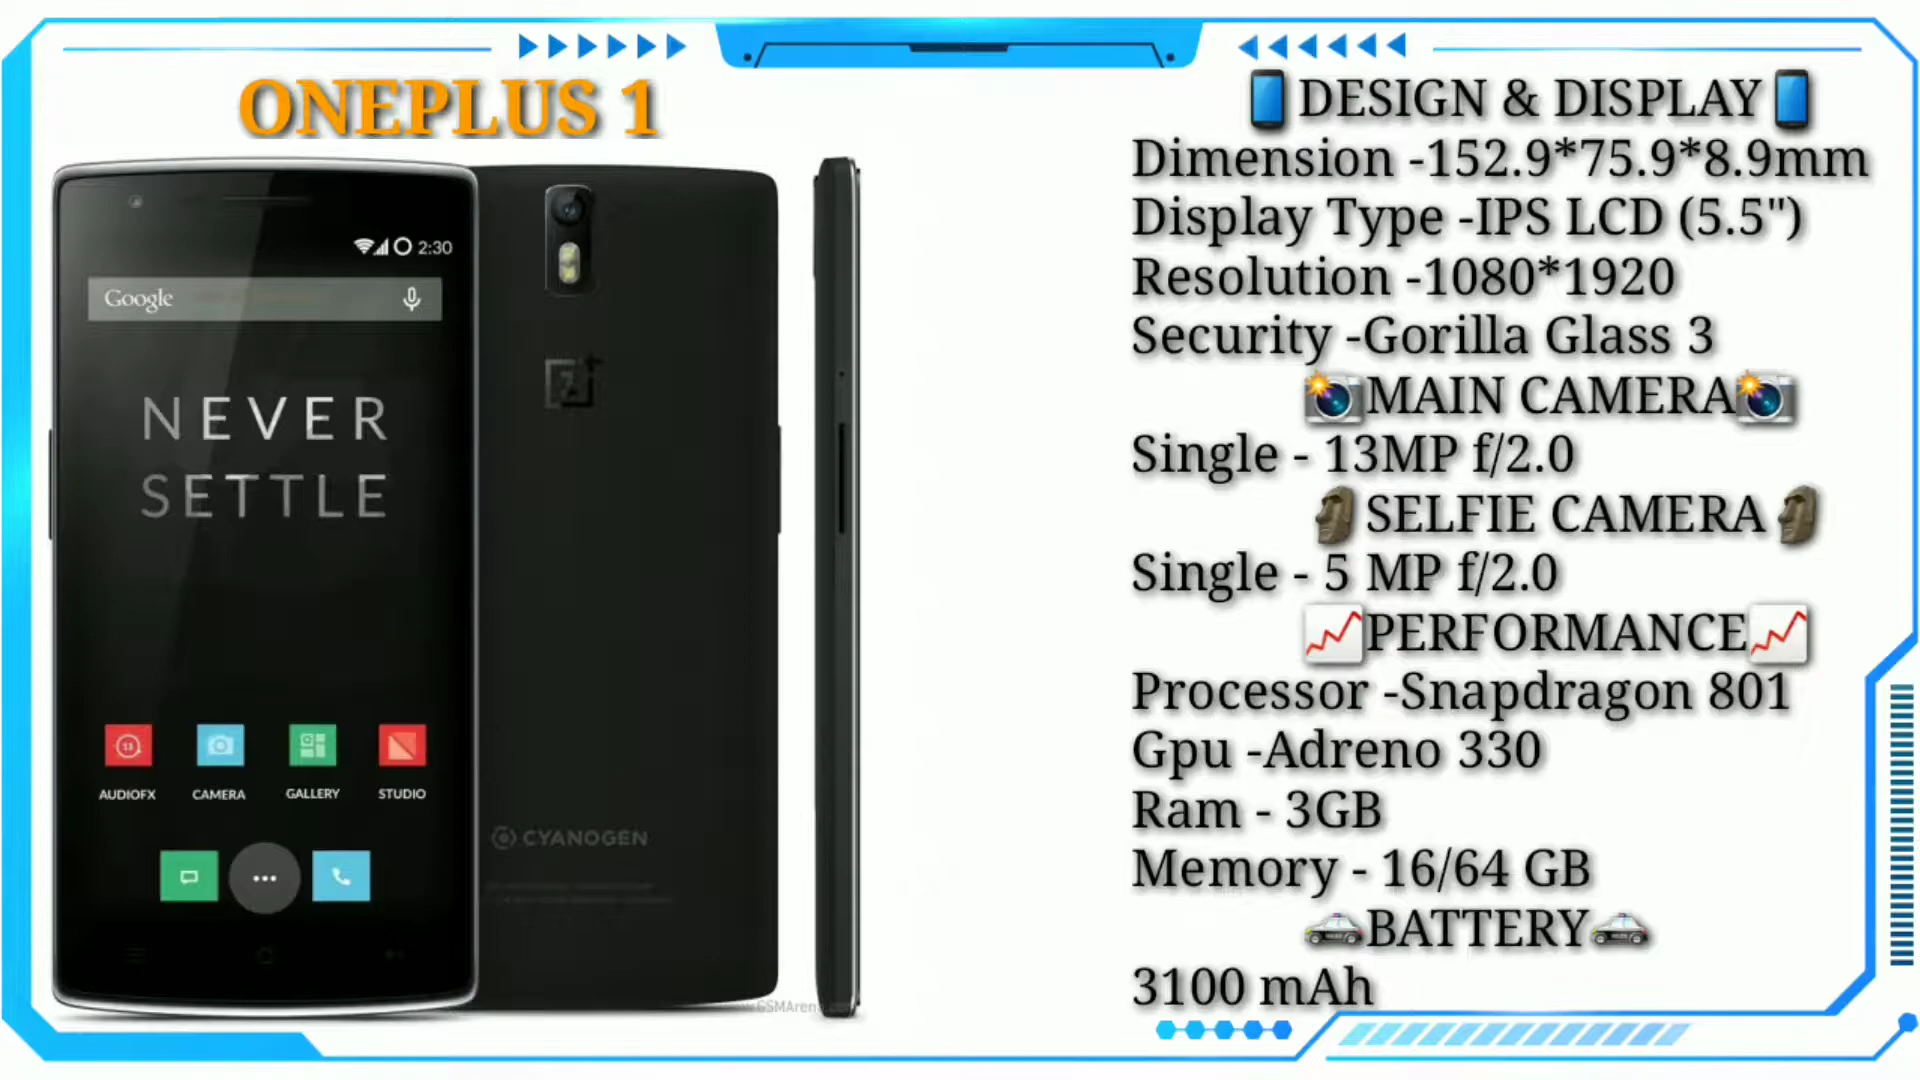 ONEPLUS 1
2:30
Google
NEVER
SETTLE
AUDIOFX CAMERA GALLERY STUDIO
CYANOGEN
DESIGN & DISPLAY
Dimension -152.9*75.9*8.9mm
Display Type -IPS LCD (5.5")
Resolution -1080*1920
Security -Gorilla Glass 3
MAIN CAMERA
Single - 13MP f/2.0
SELFIE CAMERA
Single - 5 MP f/2.0
PERFORMANCE
Processor -Snapdragon 801
Gpu -Adreno 330
Ram - 3GB
Memory - 16/64 GB
BATTERY
3100 mAh